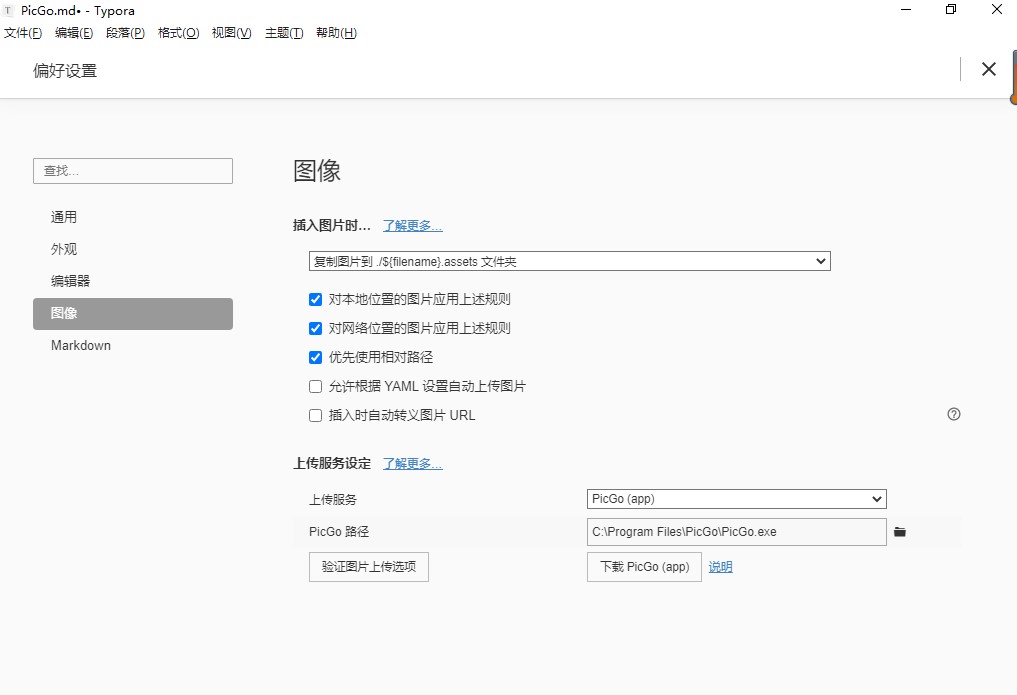 T PicGo.md• - Typora
文件(F) 编辑(E) 段落(P) 格式(O) 视图(V) 主题(T) 帮助(H)
偏好设置
查找...
通用
外观
编辑器
图像
Markdown
图像
插入图片时... 了解更多...
复制图片到 ./${filename}.assets 文件夹
对本地位置的图片应用上述规则
对网络位置的图片应用上述规则
优先使用相对路径
允许根据 YAML 设置自动上传图片
插入时自动转义图片 URL
上传服务设定 了解更多...
上传服务 PicGo (app)
PicGo 路径 C:\Program Files\PicGo\PicGo.exe
验证图片上传选项 下载 PicGo (app) 说明